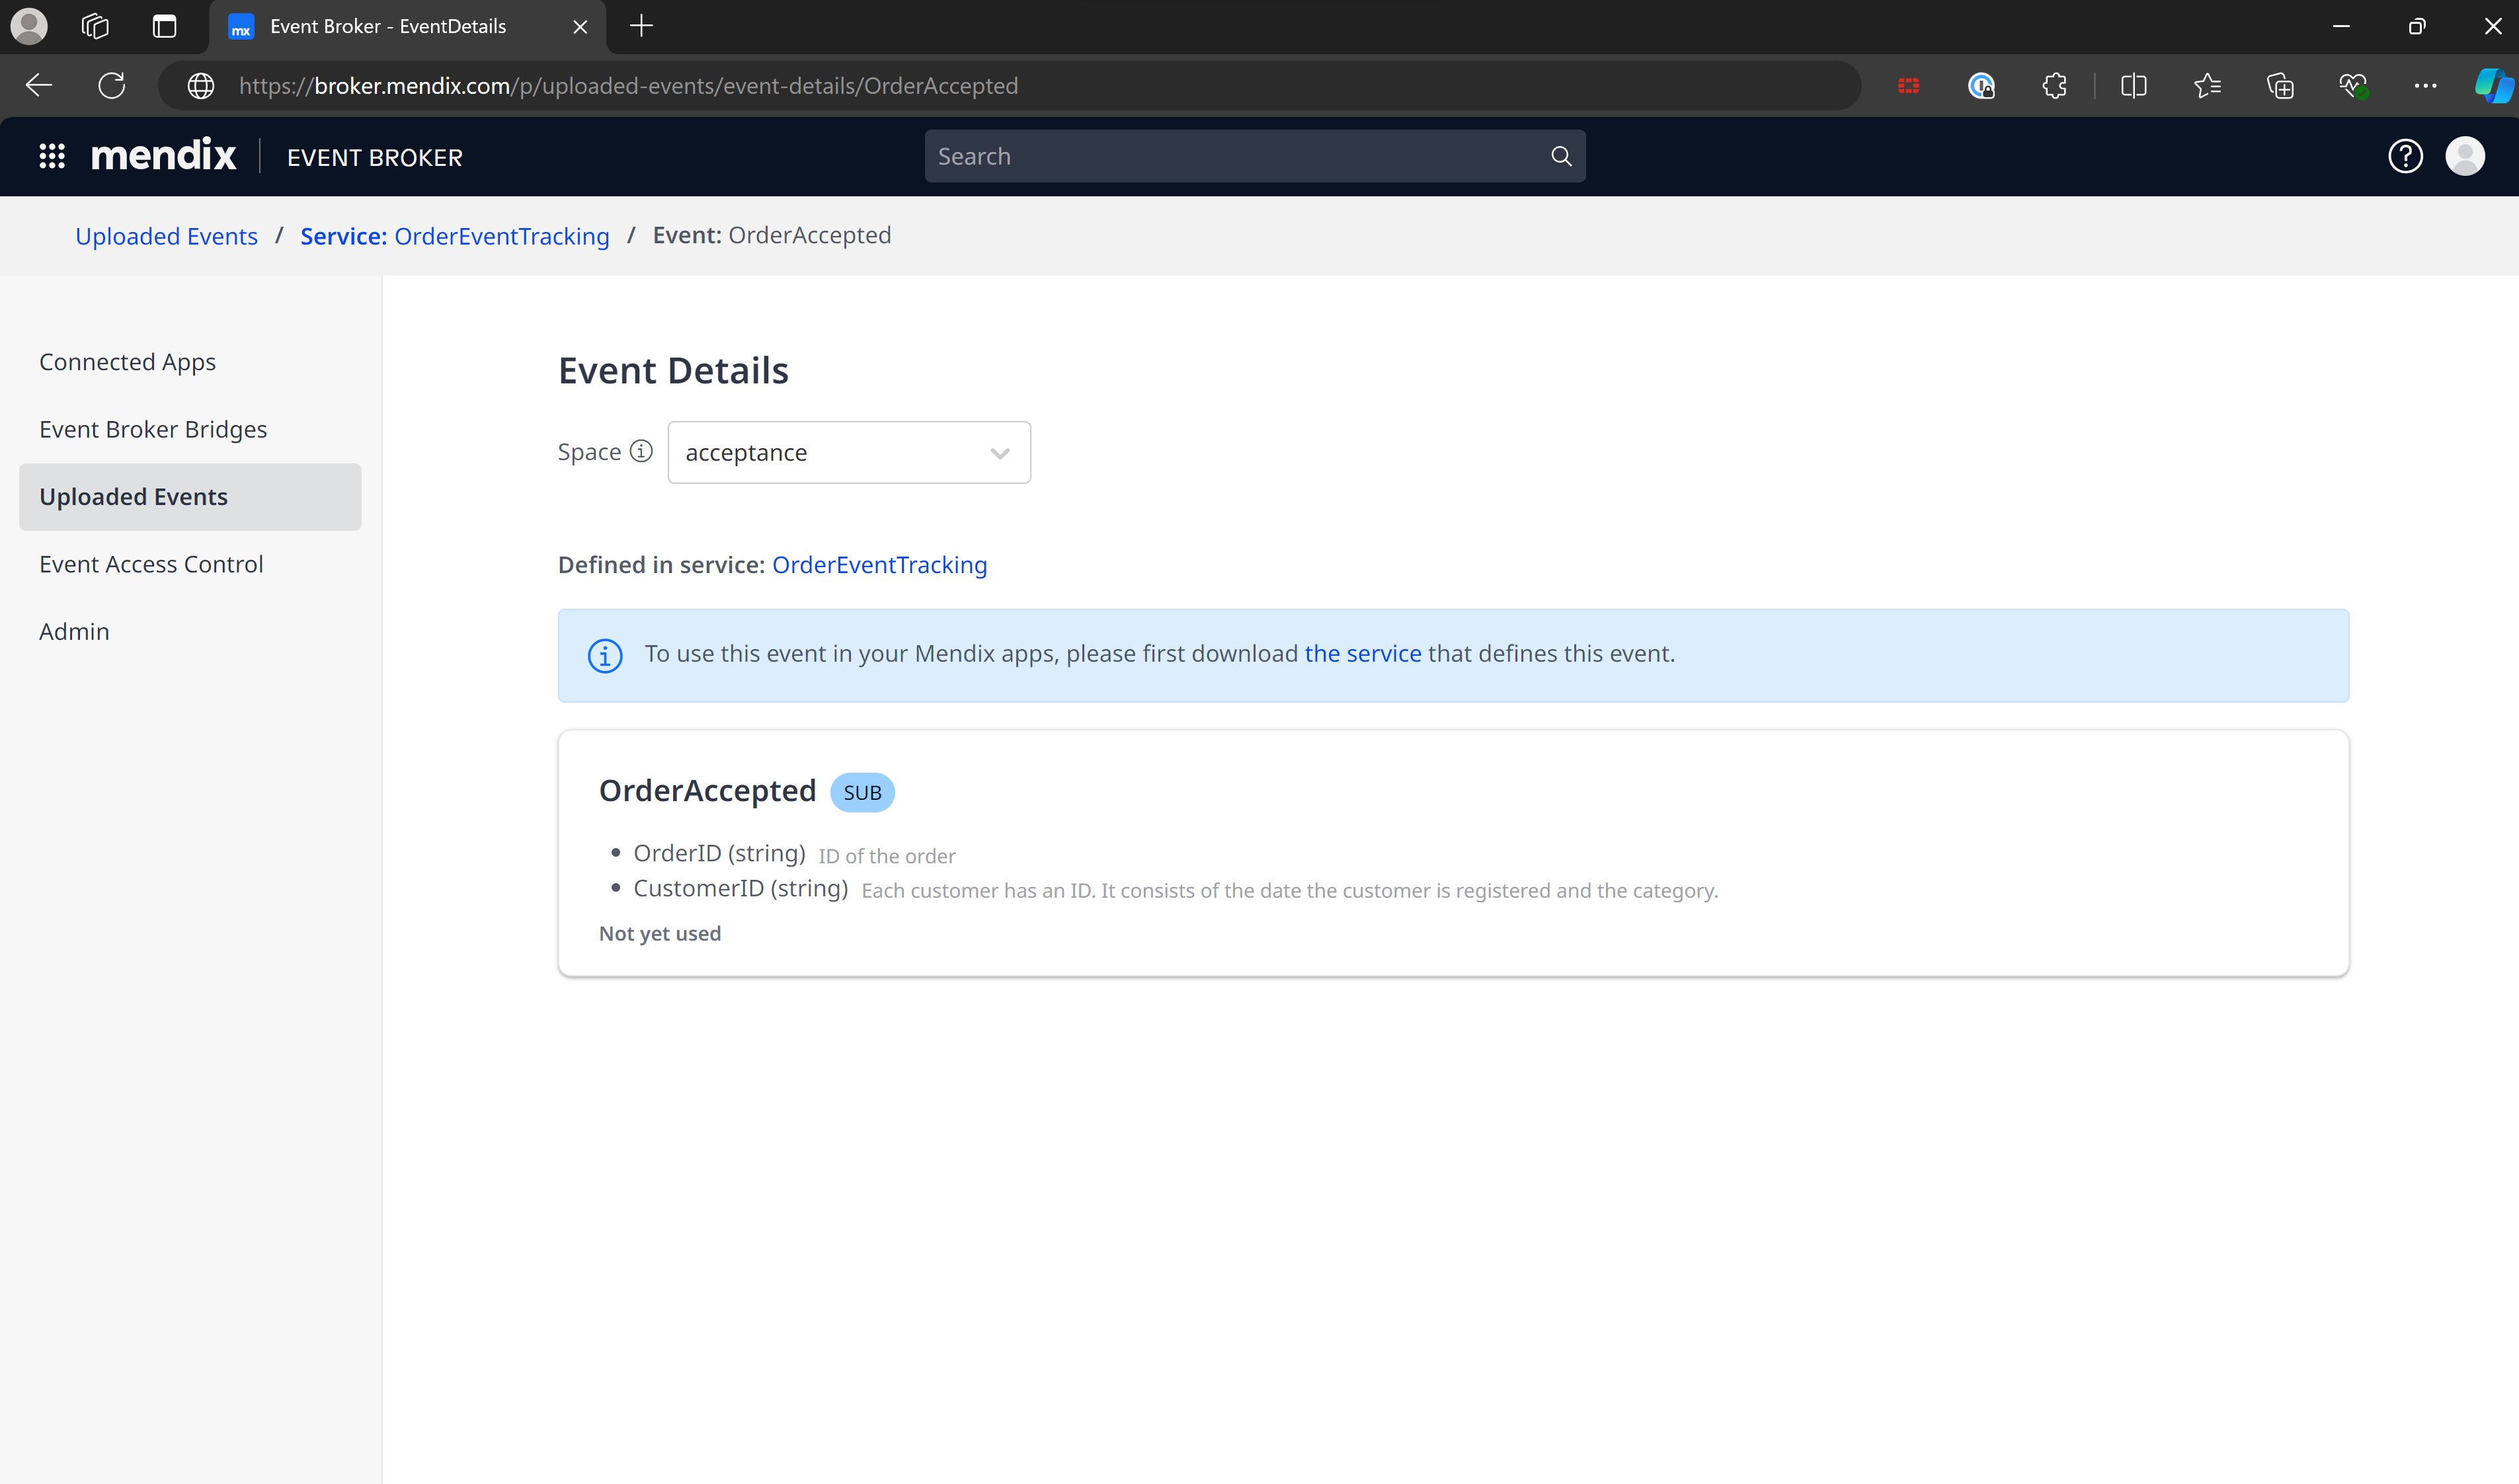 mx Event Broker - EventDetails
https://broker.mendix.com/p/uploaded-events/event-details/OrderAccepted
mendix EVENT BROKER Search
Uploaded Events / Service: OrderEventTracking / Event: OrderAccepted
Connected Apps
Event Broker Bridges
Uploaded Events
Event Access Control
Admin
Event Details
Space acceptance
Defined in service: OrderEventTracking
To use this event in your Mendix apps, please first download the service that defines this event.
OrderAccepted SUB
• OrderID (string) ID of the order
• CustomerID (string) Each customer has an ID. It consists of the date the customer is registered and the category.
Not yet used